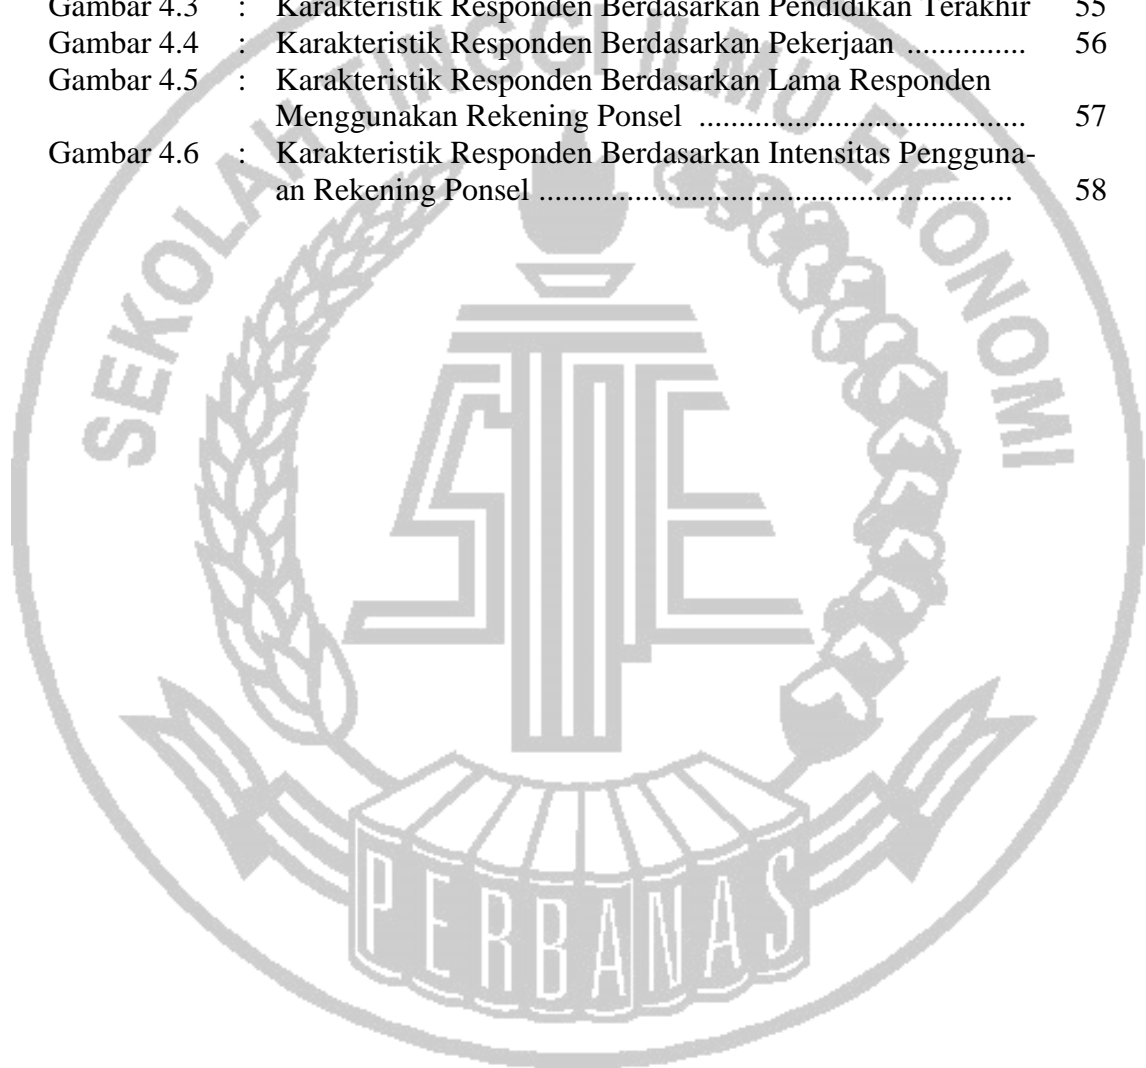 Gambar 4.3 : Karakteristik Responden Berdasarkan Pendidikan Terakhir 55
Gambar 4.4 : Karakteristik Responden Berdasarkan Pekerjaan ............... 56
Gambar 4.5 : Karakteristik Responden Berdasarkan Lama Responden
Menggunakan Rekening Ponsel ......................................... 57
Gambar 4.6 : Karakteristik Responden Berdasarkan Intensitas Pengguna-
an Rekening Ponsel ............................................................ 58
SEKOLAH TINGGI ILMU EKONOMI
STIE
PERBANAS